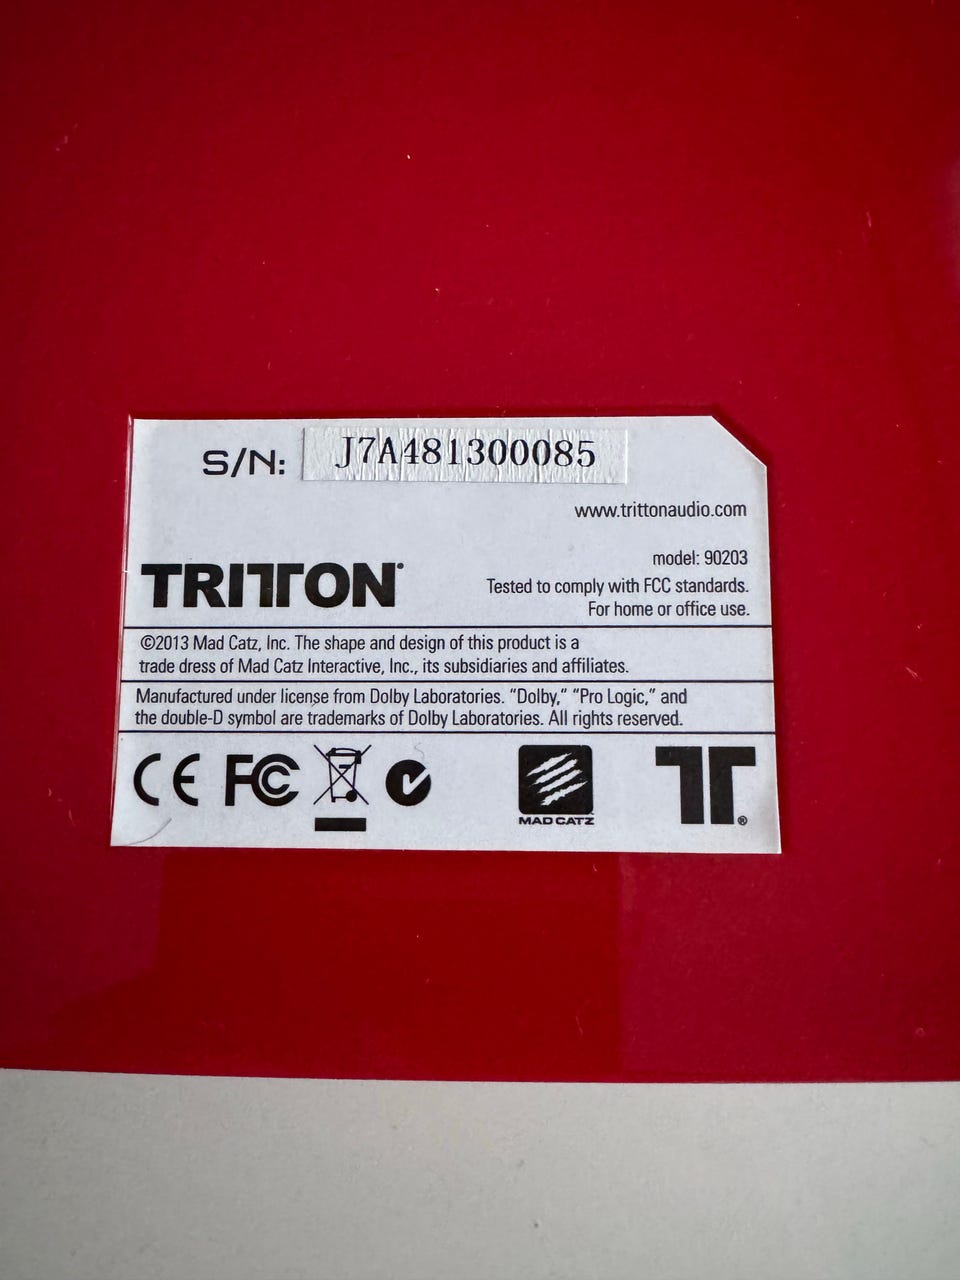 S/N: J7A481300085
www.trittonaudio.com
model: 90203
TRITTON
Tested to comply with FCC standards.
For home or office use.
©2013 Mad Catz, Inc. The shape and design of this product is a
trade dress of Mad Catz Interactive, Inc., its subsidiaries and affiliates.
Manufactured under license from Dolby Laboratories. “Dolby,“ “Pro Logic,” and
the double-D symbol are trademarks of Dolby Laboratories. All rights reserved.
CE FC MAD CATZ TT®